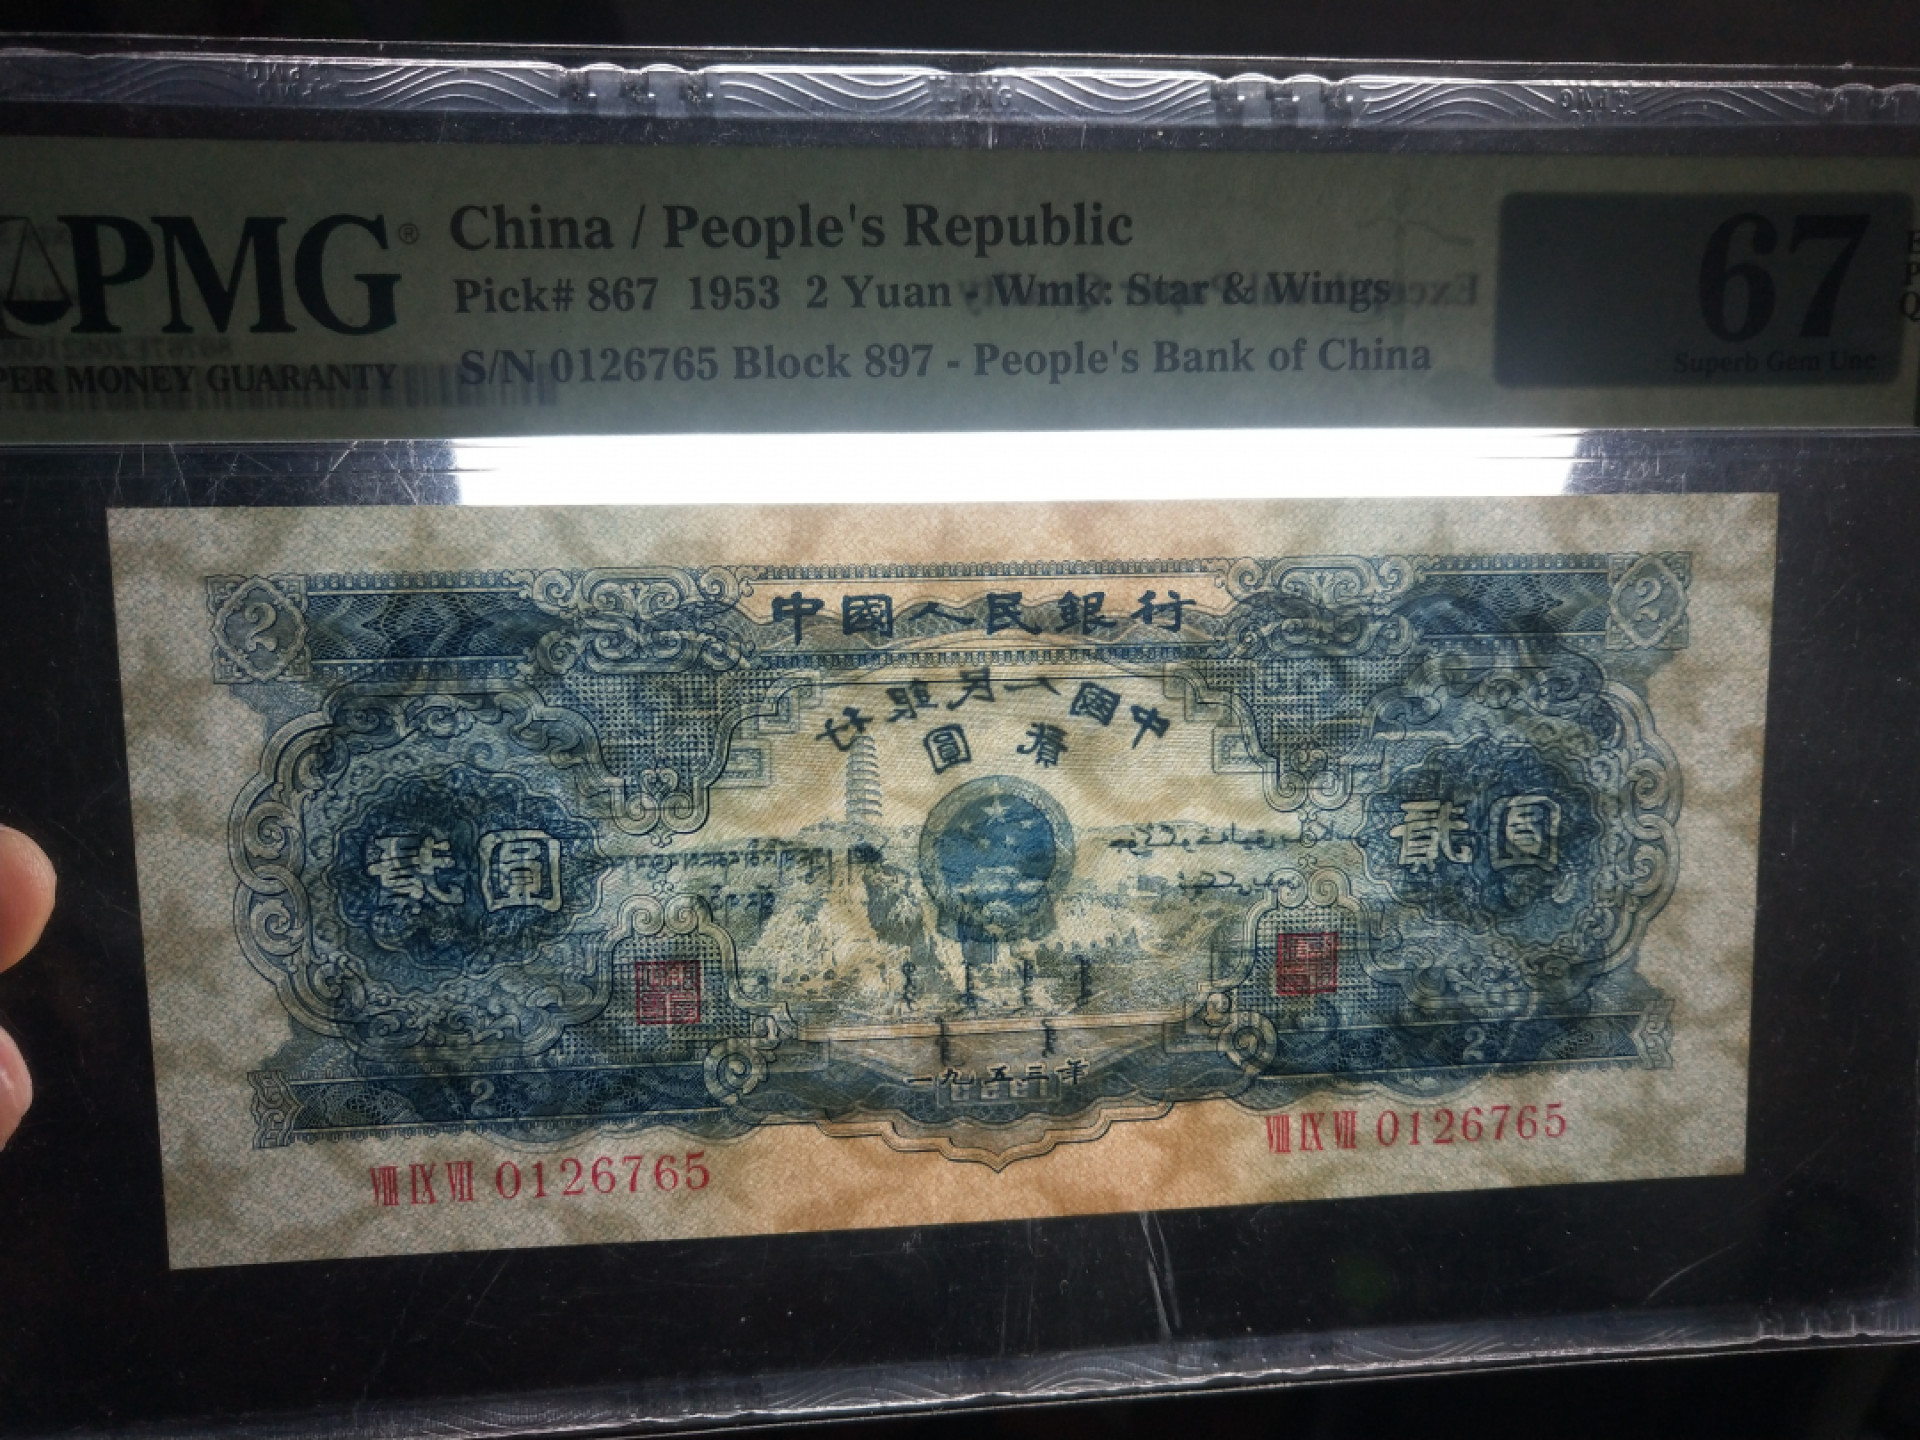 PMG®
PER MONEY GUARANTY
China / People's Republic
Pick# 867 1953 2 Yuan - Wmk: Star & Wings
S/N 0126765 Block 897 - People's Bank of China
67
Superb Gem Unc
E
P
Q
2
中國人民銀行
2
中國人民銀行
貳圓
貳圓
貳圓
一九五三年
2
2
VIII IX VII 0126765
VIII IX VII 0126765